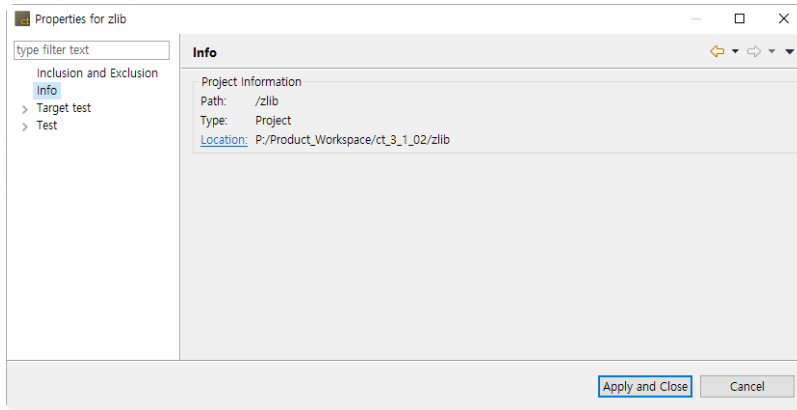 ct Properties for zlib
type filter text
Inclusion and Exclusion
Info
Target test
Test
Info
Project Information
Path: /zlib
Type: Project
Location: P:/Product_Workspace/ct_3_1_02/zlib
Apply and Close
Cancel